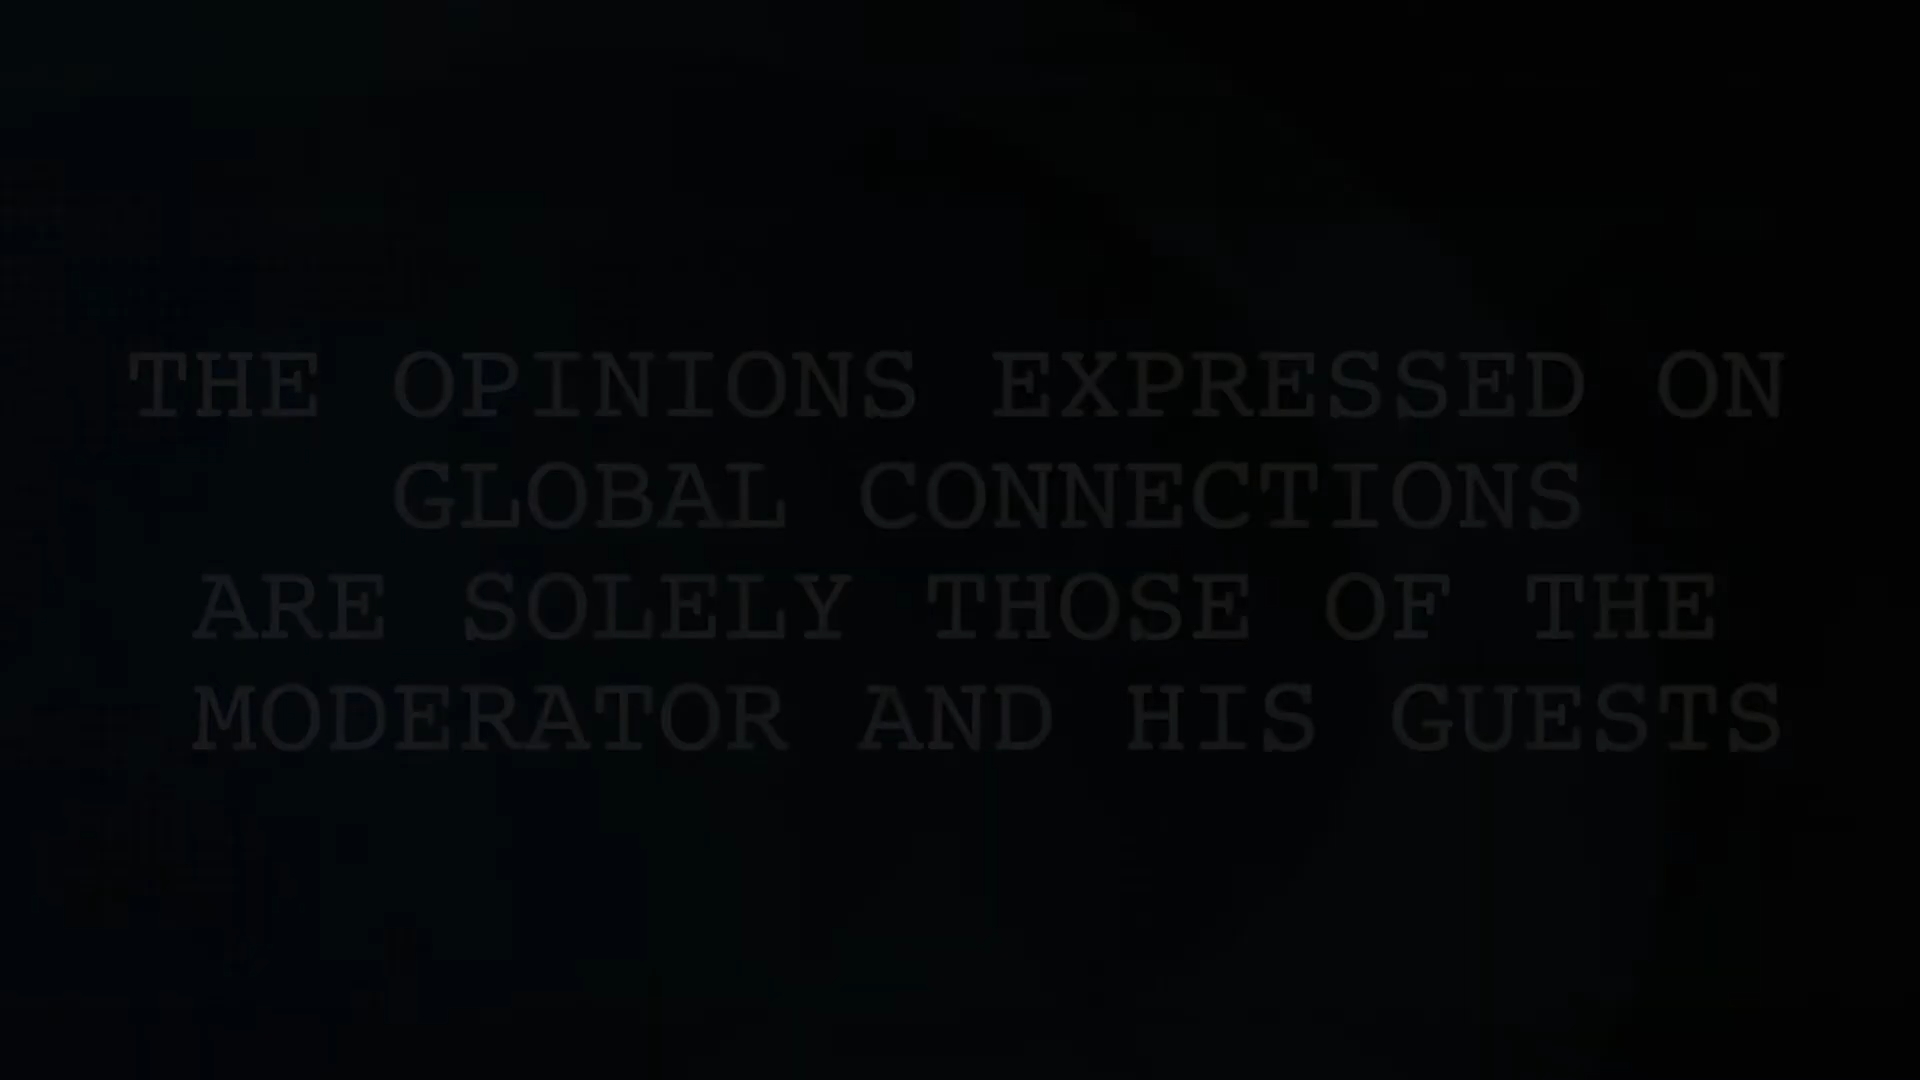 THE OPINIONS EXPRESSED ON
GLOBAL CONNECTIONS
ARE SOLELY THOSE OF THE
MODERATOR AND HIS GUESTS